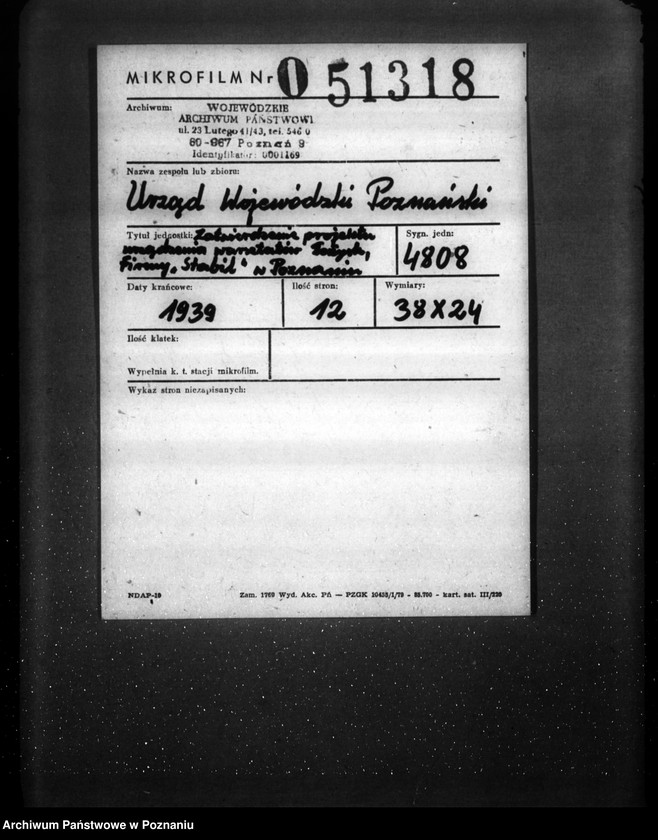 MIKROFILM Nr 0 51318
Archiwum: WOJEWÓDZKIE
ARCHIWUM PAŃSTWOWE
ul. 23 Lutego 41/43, tel. 546 0
60-967 Poznań 9
Identyfikator: 0001169
Nazwa zespołu lub zbioru:
Urząd Wojewódzki Poznański
Tytuł jednostki: Zatwierdzenie projektu
urządzenia warsztatów
Firmy „Stabil" w Poznaniu
Sygn. jedn:
4808
Daty krańcowe:
1939
Ilość stron:
12
Wymiary:
38X24
Ilość klatek:
Wypełnia k. t. stacji mikrofilm.
Wykaz stron niezapisanych:
NDAP-19 Zam. 1769 Wyd. Akc. Pń — PZGK 10453/1/79 - 55.700 - kart. sat. III/220
Archiwum Państwowe w Poznaniu